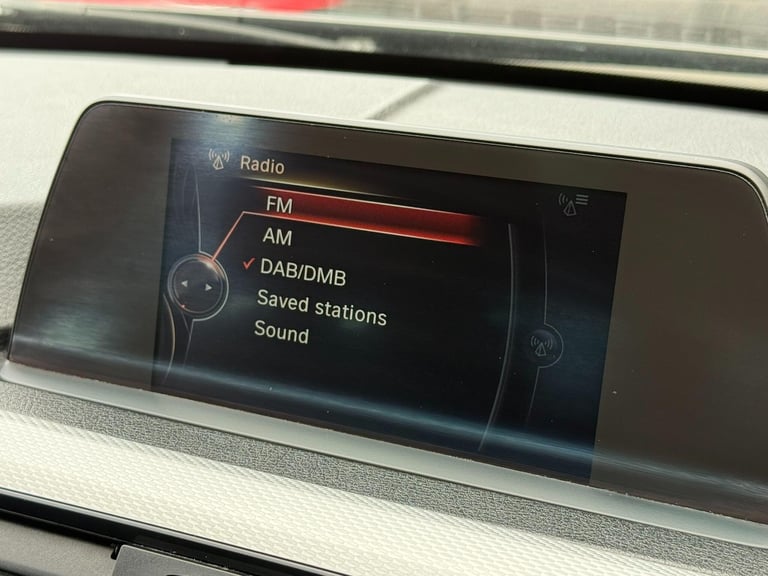 Radio
FM
AM
DAB/DMB
Saved stations
Sound